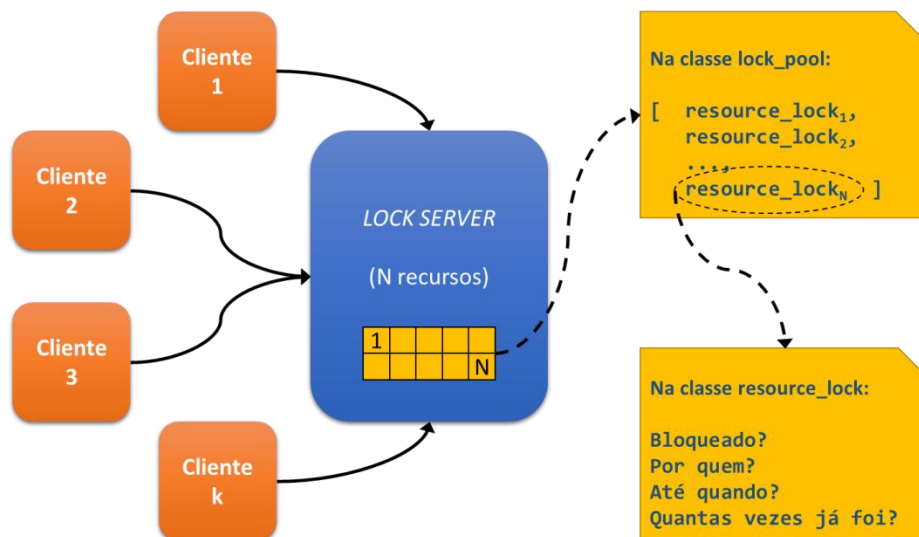 Cliente
1
Cliente
2
Cliente
3
Cliente
k
LOCK SERVER
(N recursos)
1
N
Na classe lock_pool:
[ resource_lock₁,
resource_lock₂,
...,
resource_lockN ]
Na classe resource_lock:
Bloqueado?
Por quem?
Até quando?
Quantas vezes já foi?